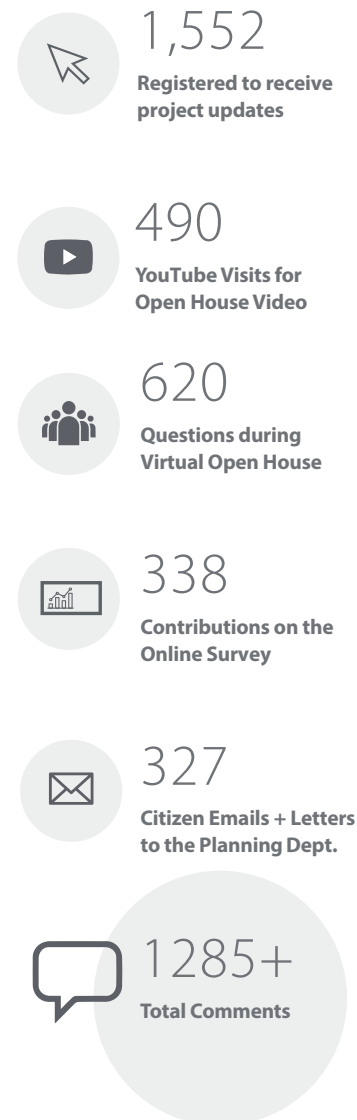 1,552
Registered to receive
project updates
490
YouTube Visits for
Open House Video
620
Questions during
Virtual Open House
338
Contributions on the
Online Survey
327
Citizen Emails + Letters
to the Planning Dept.
1285+
Total Comments